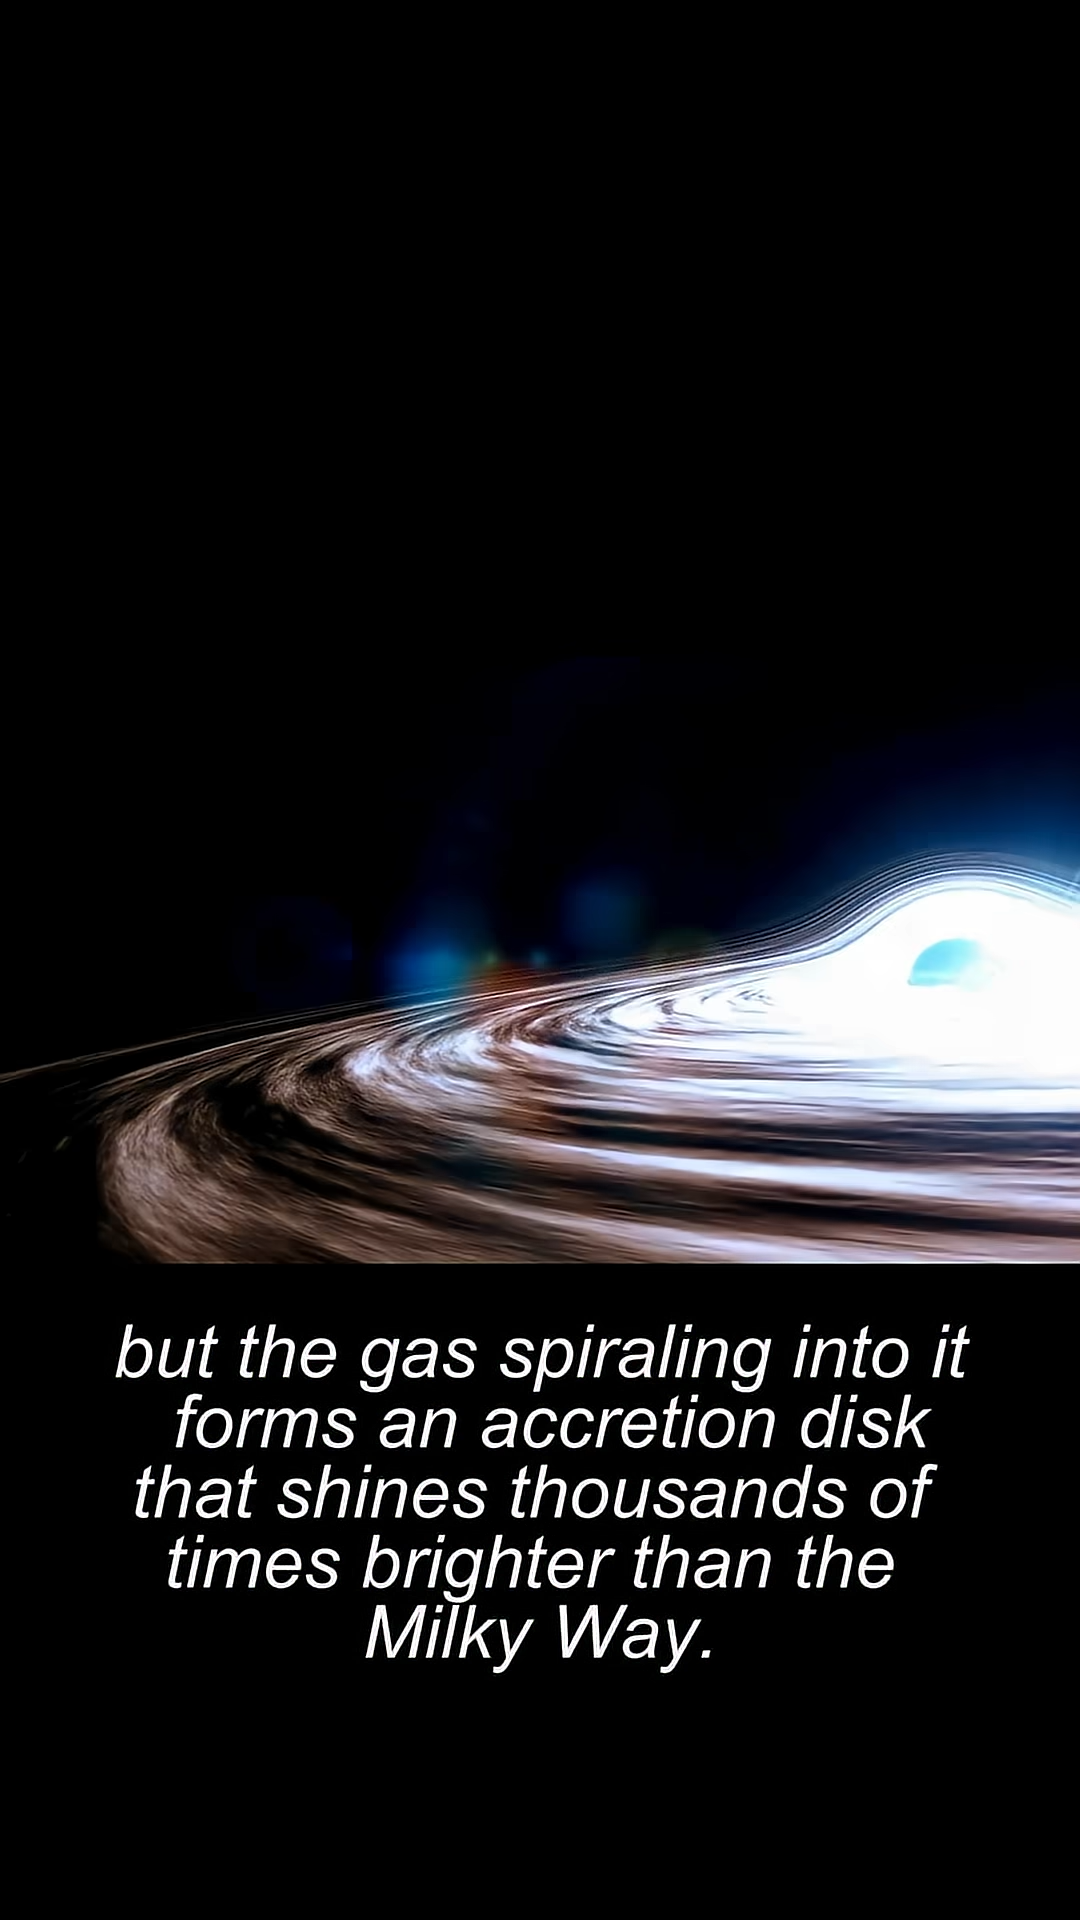 but the gas spiraling into it
forms an accretion disk
that shines thousands of
times brighter than the
Milky Way.